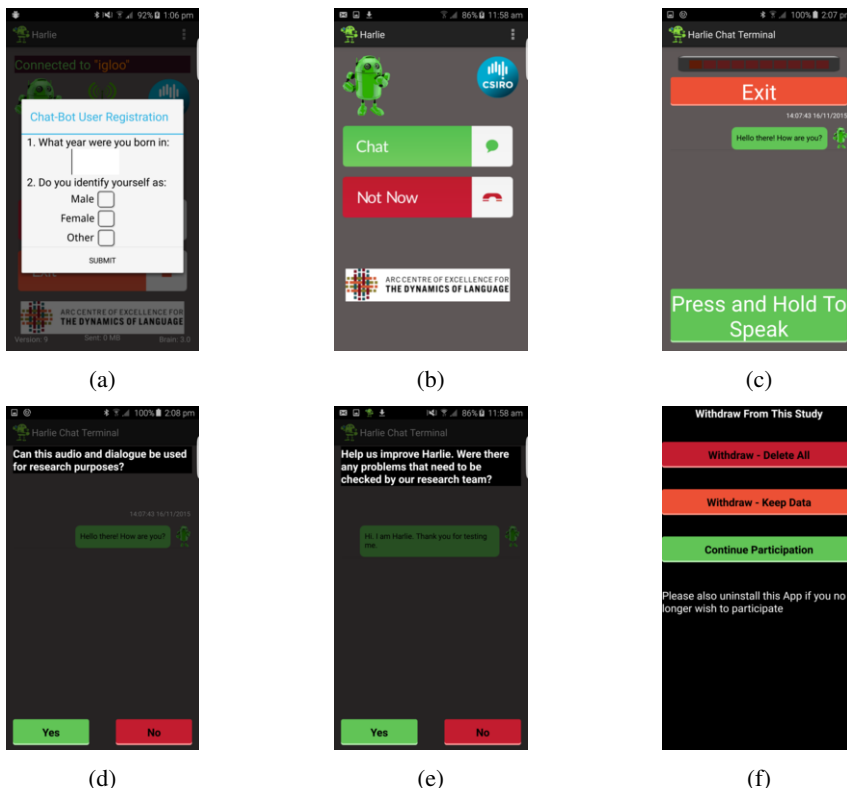 92% 1:06 pm
Harlie
Connected to "igloo"
Chat-Bot User Registration
1. What year were you born in:
2. Do you identify yourself as:
Male
Female
Other
SUBMIT
ARC CENTRE OF EXCELLENCE FOR
THE DYNAMICS OF LANGUAGE
Version: 9 Sent: 0 MB Brain: 3.0
(a)
86% 11:58 am
Harlie
CSIRO
Chat
Not Now
ARC CENTRE OF EXCELLENCE FOR
THE DYNAMICS OF LANGUAGE
(b)
100% 2:07 pm
Harlie Chat Terminal
Exit
14:07:43 16/11/2015
Hello there! How are you?
Press and Hold To
Speak
(c)
100% 2:08 pm
Harlie Chat Terminal
Can this audio and dialogue be used
for research purposes?
14:07:43 16/11/2015
Hello there! How are you?
Yes No
(d)
86% 11:58 am
Harlie Chat Terminal
Help us improve Harlie. Were there
any problems that need to be
checked by our research team?
Hi, I am Harlie. Thank you for testing
me.
Yes No
(e)
Withdraw From This Study
Withdraw - Delete All
Withdraw - Keep Data
Continue Participation
Please also uninstall this App if you no
longer wish to participate
(f)